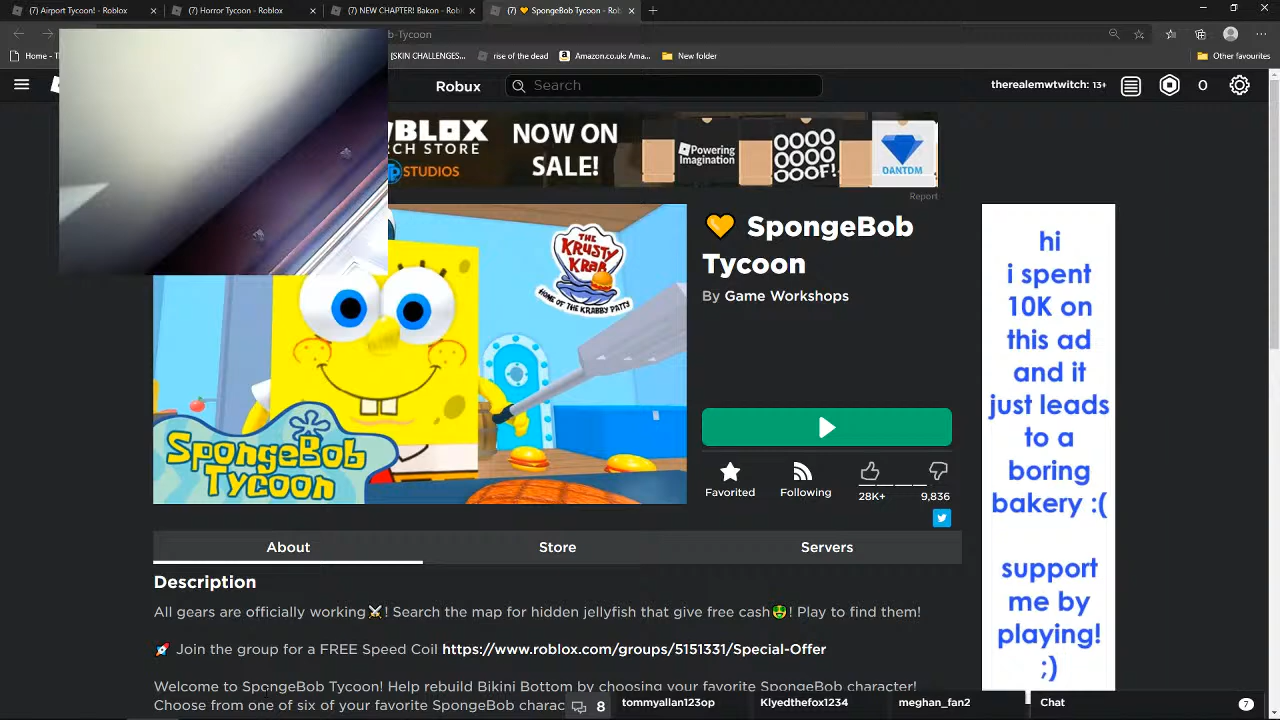 (7) Airport Tycoon! - Roblox
(7) Horror Tycoon - Roblox
(7) NEW CHAPTER! Bakon - Rob
(7) 🧡 SpongeBob Tycoon - Rob
b-Tycoon
Home - T
[SKIN CHALLENGES...
rise of the dead
Amazon.co.uk: Ama...
New folder
Other favourites
Robux
Search
therealemwtwitch: 13+
0
BLOX
RCH STORE
STUDIOS
NOW ON
SALE!
Powering
Imagination
OOOO
OOOO
OOOF!
DANTDM
Report
THE
KRUSTY
KRAB
HOME OF THE KRABBY PATTY
SpongeBob
Tycoon
🧡 SpongeBob
Tycoon
By Game Workshops
Favorited
Following
28K+
9,836
hi
i spent
10K on
this ad
and it
just leads
to a
boring
bakery :(
support
me by
playing!
;)
About
Store
Servers
Description
All gears are officially working⚔️! Search the map for hidden jellyfish that give free cash🤑! Play to find them!
🚀 Join the group for a FREE Speed Coil https://www.roblox.com/groups/5151331/Special-Offer
Welcome to SpongeBob Tycoon! Help rebuild Bikini Bottom by choosing your favorite SpongeBob character!
Choose from one of six of your favorite SpongeBob charac
8
tommyallan123op
Klyedthefox1234
meghan_fan2
Chat
7